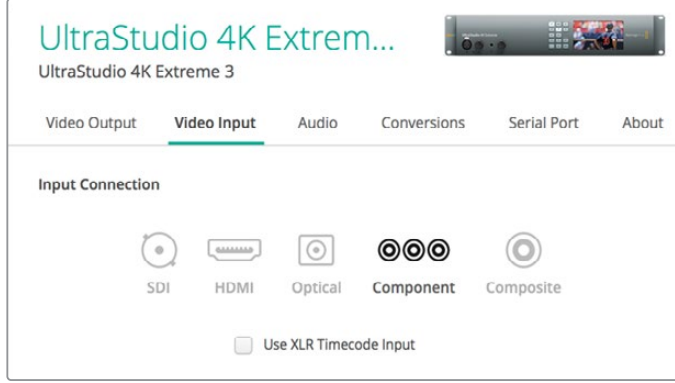 UltraStudio 4K Extrem...
UltraStudio 4K Extreme 3
Video Output Video Input Audio Conversions Serial Port About
Input Connection
SDI HDMI Optical Component Composite
Use XLR Timecode Input